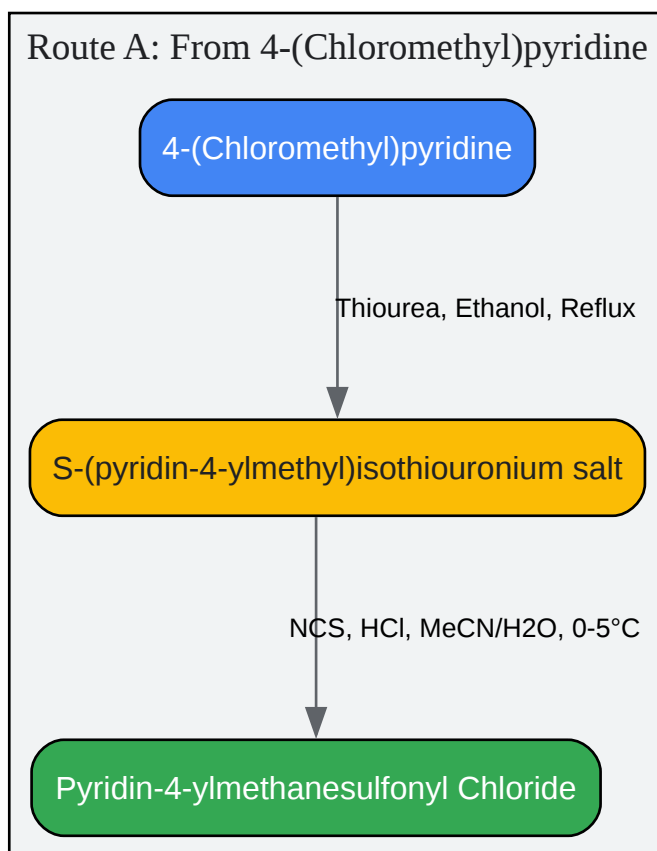 Route A: From 4-(Chloromethyl)pyridine
4-(Chloromethyl)pyridine
Thiourea, Ethanol, Reflux
S-(pyridin-4-ylmethyl)isothiouronium salt
NCS, HCl, MeCN/H2O, 0-5°C
Pyridin-4-ylmethanesulfonyl Chloride